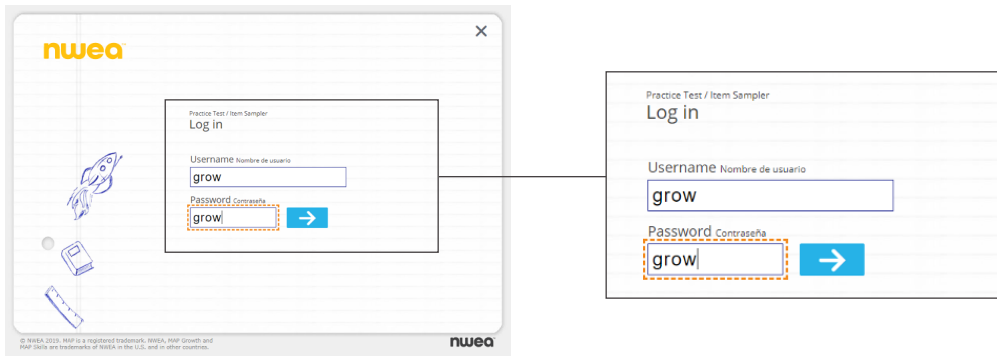 nwea
Practice Test / Item Sampler
Log in
Username Nombre de usuario
grow
Password Contraseña
grow
© NWEA 2019. MAP is a registered trademark. NWEA, MAP Growth and
MAP Skills are trademarks of NWEA in the U.S. and in other countries.
nwea
Practice Test / Item Sampler
Log in
Username Nombre de usuario
grow
Password Contraseña
grow